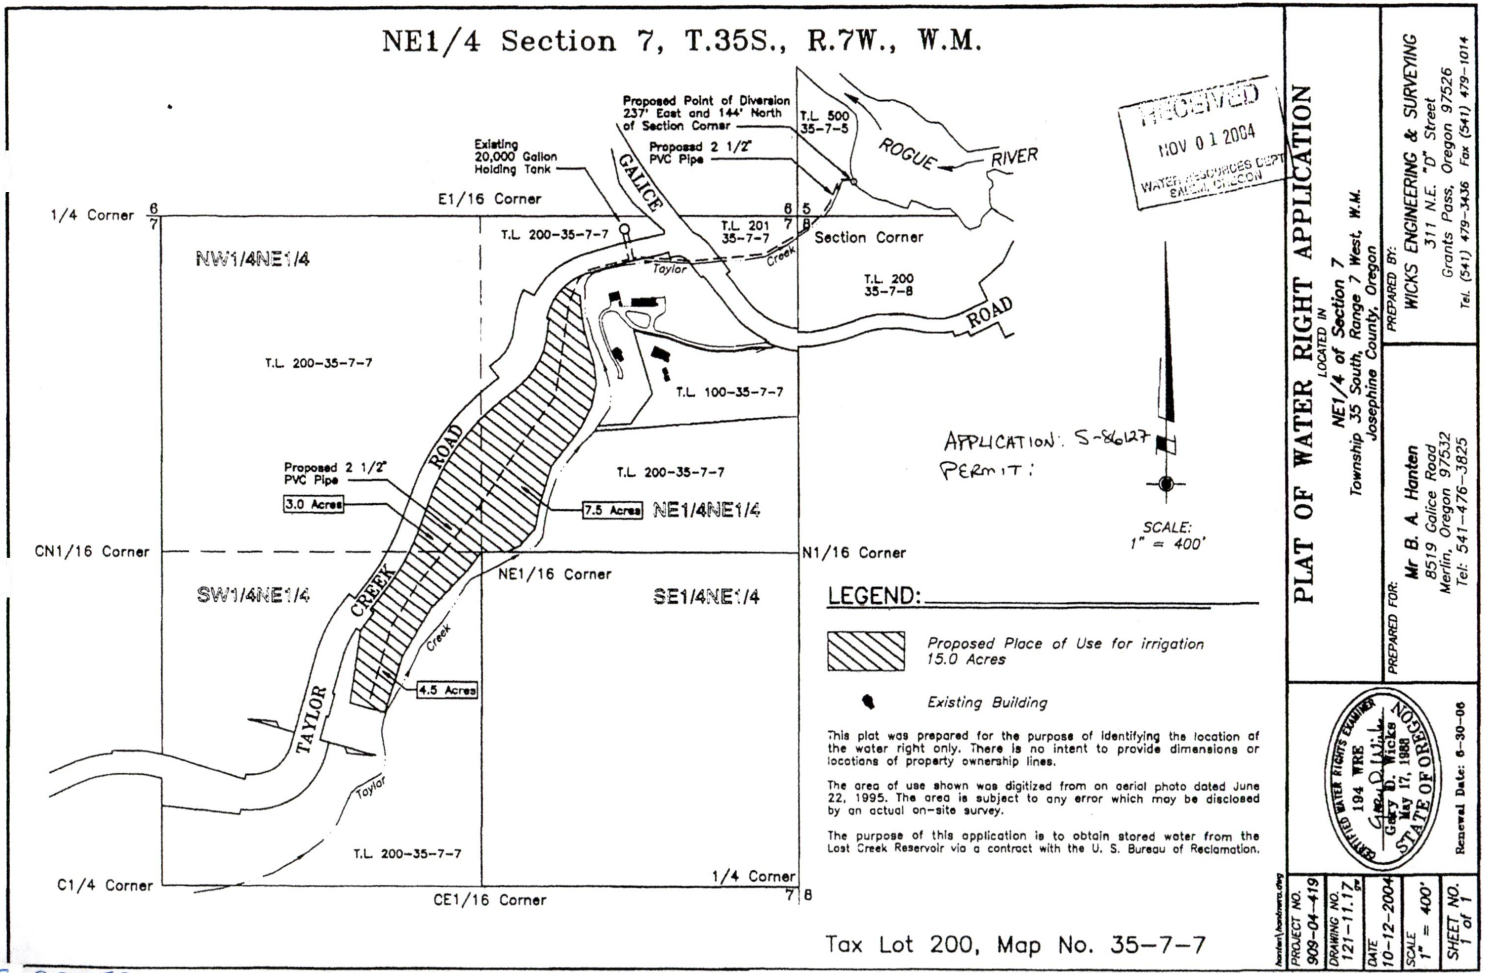 NE1/4 Section 7, T.35S., R.7W., W.M.
Proposed Point of Diversion
237' East and 144' North
of Section Corner
T.L. 500
35-7-5
Existing
20,000 Gallon
Holding Tank
Proposed 2 1/2"
PVC Pipe
GALICE
ROGUE
RIVER
RECEIVED
NOV 01 2004
WATER RESOURCES DEPT
SALEM, OREGON
1/4 Corner
6
7
E1/16 Corner
T.L. 200-35-7-7
T.L. 201
35-7-7
6 5
7 8
Section Corner
NW1/4NE1/4
Taylor
Creek
T.L. 200
35-7-8
ROAD
T.L. 200-35-7-7
T.L. 100-35-7-7
ROAD
APPLICATION: S-86127
PERMIT:
Proposed 2 1/2"
PVC Pipe
3.0 Acres
T.L. 200-35-7-7
7.5 Acres
NE1/4NE1/4
SCALE:
1" = 400'
CN1/16 Corner
N1/16 Corner
NE1/16 Corner
SW1/4NE1/4
CREEK
SE1/4NE1/4
Creek
4.5 Acres
TAYLOR
Taylor
T.L. 200-35-7-7
C1/4 Corner
CE1/16 Corner
1/4 Corner
7 8
LEGEND:
Proposed Place of Use for irrigation
15.0 Acres
Existing Building
This plat was prepared for the purpose of identifying the location of
the water right only. There is no intent to provide dimensions or
locations of property ownership lines.
The area of use shown was digitized from an aerial photo dated June
22, 1995. The area is subject to any error which may be disclosed
by an actual on-site survey.
The purpose of this application is to obtain stored water from the
Lost Creek Reservoir via a contract with the U. S. Bureau of Reclamation.
Tax Lot 200, Map No. 35-7-7
PLAT OF WATER RIGHT APPLICATION
LOCATED IN
NE1/4 of Section 7
Township 35 South, Range 7 West, W.M.
Josephine County, Oregon
PREPARED BY:
WICKS ENGINEERING & SURVEYING
311 N.E. "D" Street
Grants Pass, Oregon 97526
Tel. (541) 479-3436 Fax (541) 479-1014
PREPARED FOR:
Mr B. A. Hanten
8519 Galice Road
Merlin, Oregon 97532
Tel: 541-476-3825
CERTIFIED WATER RIGHTS EXAMINER
194 WRE
Gary D. Wicks
Gary D. Wicks
May 17, 1988
STATE OF OREGON
Renewal Date: 6-30-06
PROJECT NO.
909-04-419
DRAWING NO.
121-11.17
DATE
10-12-2004
SCALE
1" = 400'
SHEET NO.
1 of 1